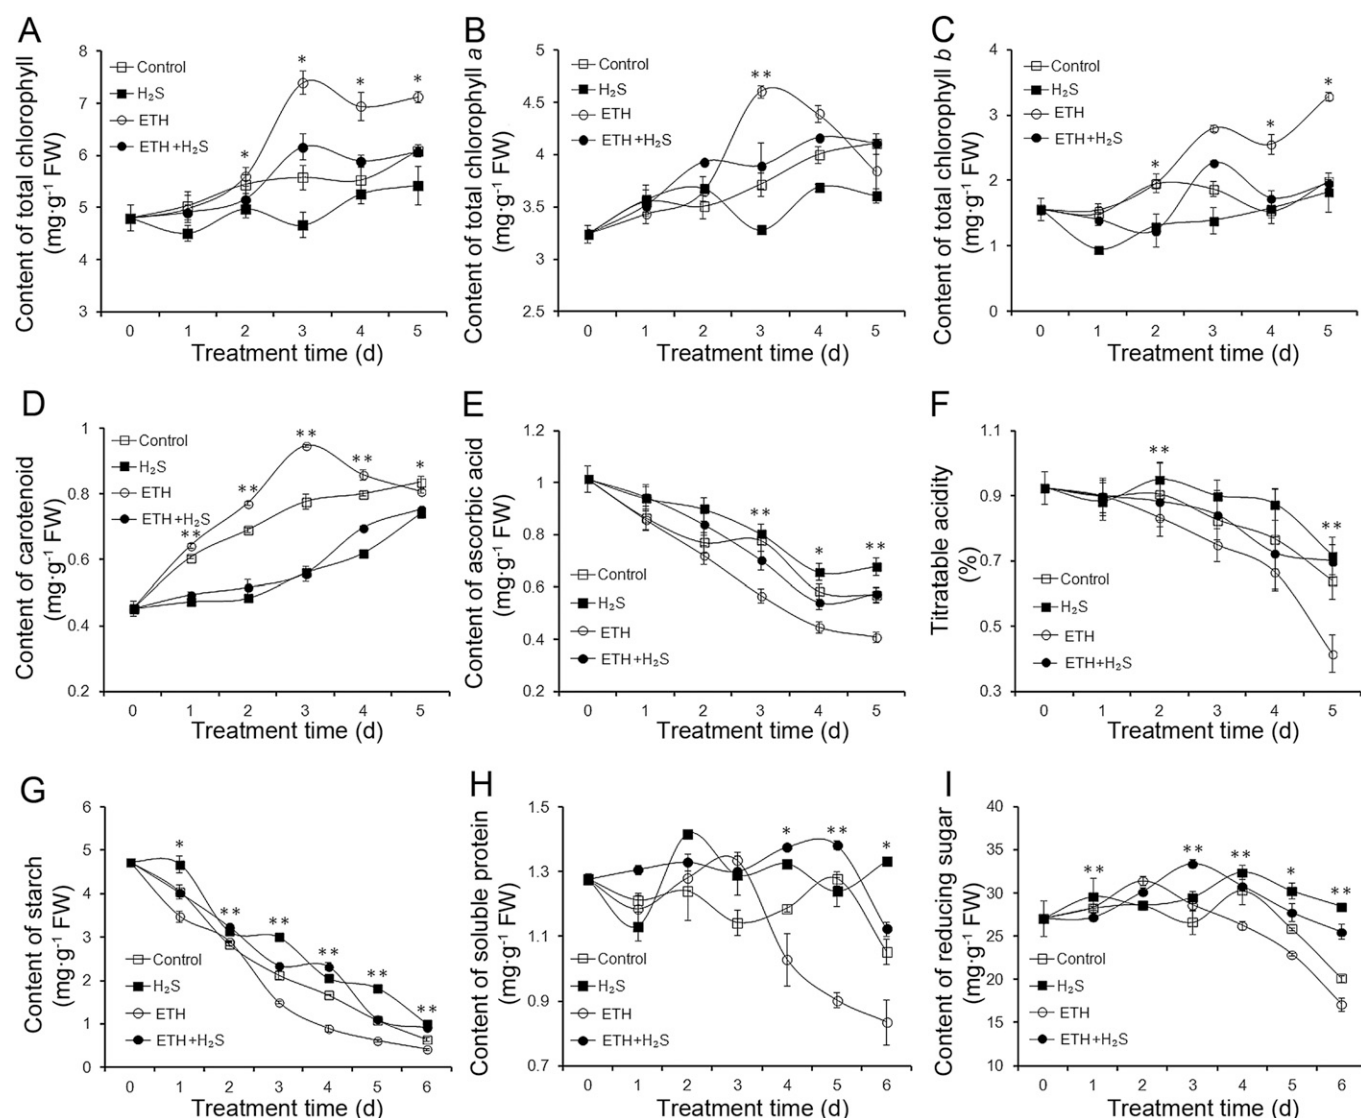 A
Content of total chlorophyll
(mg·g⁻¹ FW)
8
7
6
5
4
3
Control
H₂S
ETH
ETH+H₂S
*
*
*
*
0 1 2 3 4 5
Treatment time (d)
B
Content of total chlorophyll a
(mg·g⁻¹ FW)
5
4.5
4
3.5
3
2.5
Control
H₂S
ETH
ETH+H₂S
**
0 1 2 3 4 5
Treatment time (d)
C
Content of total chlorophyll b
(mg·g⁻¹ FW)
4
3
2
1
0
Control
H₂S
ETH
ETH+H₂S
*
*
*
0 1 2 3 4 5
Treatment time (d)
D
Content of carotenoid
(mg·g⁻¹ FW)
1
0.8
0.6
0.4
0.2
Control
H₂S
ETH
ETH+H₂S
**
**
**
**
*
0 1 2 3 4 5
Treatment time (d)
E
Content of ascorbic acid
(mg·g⁻¹ FW)
1.2
1
0.8
0.6
0.4
0.2
**
*
**
Control
H₂S
ETH
ETH+H₂S
0 1 2 3 4 5
Treatment time (d)
F
Titratable acidity
(%)
1.1
0.9
0.7
0.5
0.3
**
**
Control
H₂S
ETH
ETH+H₂S
0 1 2 3 4 5
Treatment time (d)
G
Content of starch
(mg·g⁻¹ FW)
6
5
4
3
2
1
0
*
**
**
**
**
**
Control
H₂S
ETH
ETH+H₂S
0 1 2 3 4 5 6
Treatment time (d)
H
Content of soluble protein
(mg·g⁻¹ FW)
1.5
1.3
1.1
0.9
0.7
*
**
*
Control
H₂S
ETH
ETH+H₂S
0 1 2 3 4 5 6
Treatment time (d)
I
Content of reducing sugar
(mg·g⁻¹ FW)
40
35
30
25
20
15
10
**
**
**
*
**
Control
H₂S
ETH
ETH+H₂S
0 1 2 3 4 5 6
Treatment time (d)